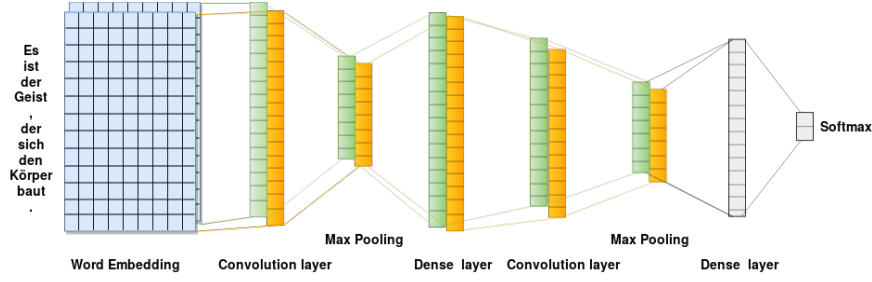 Es
ist
der
Geist
,
der
sich
den
Körper
baut
.
Softmax
Max Pooling
Max Pooling
Word Embedding
Convolution layer
Dense layer
Convolution layer
Dense layer